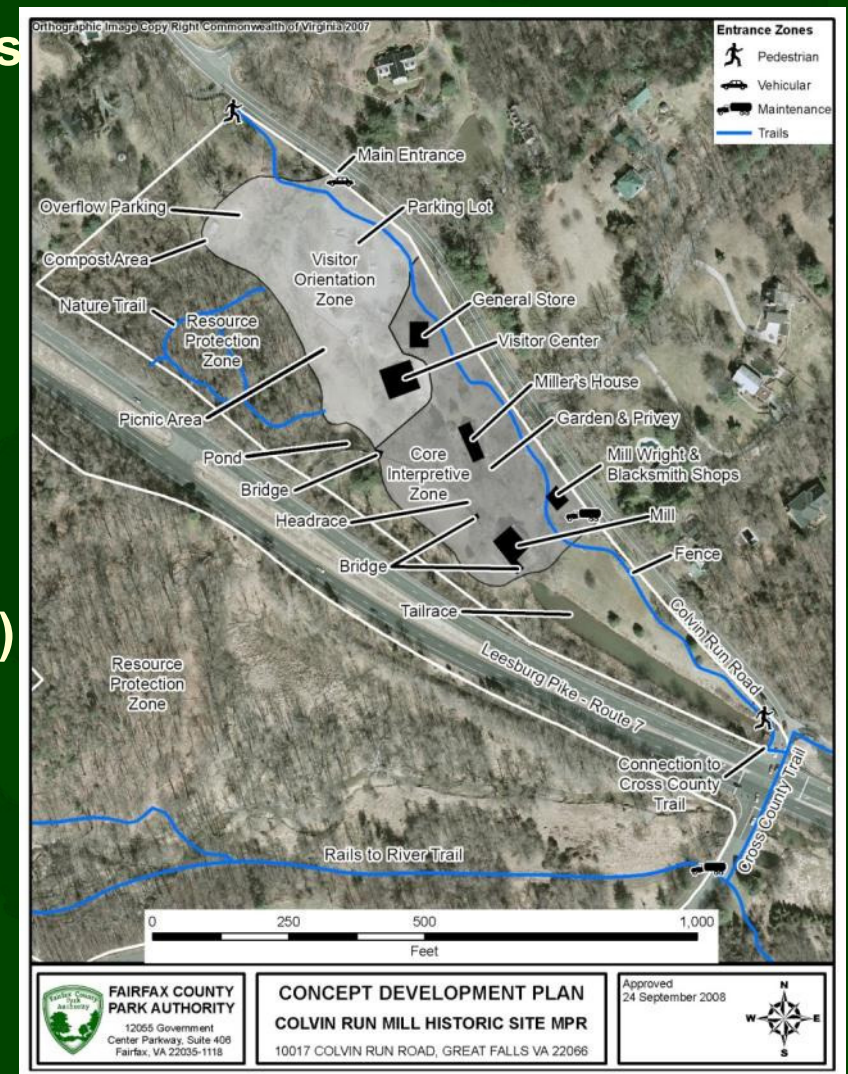 s
)
Orthographic Image Copy Right Commonwealth of Virginia 2007
Entrance Zones
Pedestrian
Vehicular
Maintenance
Trails
Main Entrance
Overflow Parking
Parking Lot
Compost Area
Visitor
Orientation
Zone
Nature Trail
Resource
Protection
Zone
General Store
Visitor Center
Miller's House
Picnic Area
Garden & Privey
Pond
Core
Interpretive
Zone
Mill Wright &
Blacksmith Shops
Bridge
Headrace
Mill
Bridge
Fence
Tailrace
Colvin Run Road
Resource
Protection
Zone
Leesburg Pike - Route 7
Connection to
Cross County
Trail
Cross County Trail
Rails to River Trail
0 250 500 1,000
Feet
Fairfax County
Park
Authority
FAIRFAX COUNTY
PARK AUTHORITY
12055 Government
Center Parkway, Suite 406
Fairfax, VA 22035-1118
CONCEPT DEVELOPMENT PLAN
COLVIN RUN MILL HISTORIC SITE MPR
10017 COLVIN RUN ROAD, GREAT FALLS VA 22066
Approved
24 September 2008
N
W E
S